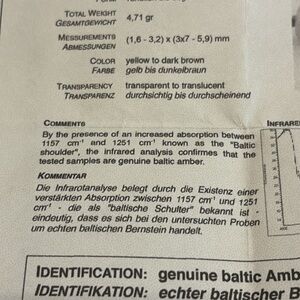 TOTAL WEIGHT
GESAMTGEWICHT
4,71 gr
MESSUREMENTS
ABMESSUNGEN
(1,6 - 3,2) x (3x7 - 5,9) mm
COLOR yellow to dark brown
FARBE gelb bis dunkelbraun
TRANSPARENCY transparent to translucent
TRANSPARENZ durchsichtig bis durchscheinend
COMMENTS
By the presence of an increased absorption between
1157 cm-1 and 1251 cm-1 known as the "Baltic
shoulder", the infrared analysis confirmes that the
tested samples are genuine baltic amber.
KOMMENTAR
Die Infrarotanalyse belegt durch die Existenz einer
verstärkten Absorption zwischen 1157 cm-1 und 1251
cm-1 - die als "baltische Schulter" bekannt ist -
eindeutig, dass es sich bei den untersuchten Proben
um echten baltischen Bernstein handelt.
INFRARE
IDENTIFICATION: genuine baltic Amb
IDENTIFIKATION: echter baltischer B